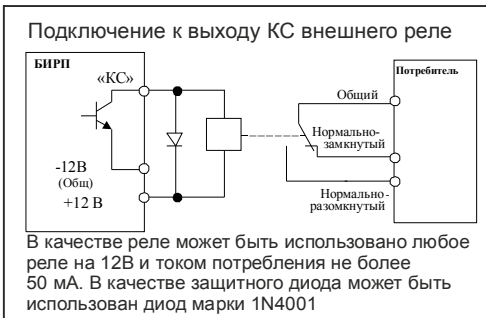 Подключение к выходу КС внешнего реле
БИРП
«КС»
Потребитель
Общий
Нормально-
замкнутый
-12В
(Общ)
+12 В
Нормально-
разомкнутый
В качестве реле может быть использовано любое
реле на 12В и током потребления не более
50 мА. В качестве защитного диода может быть
использован диод марки 1N4001